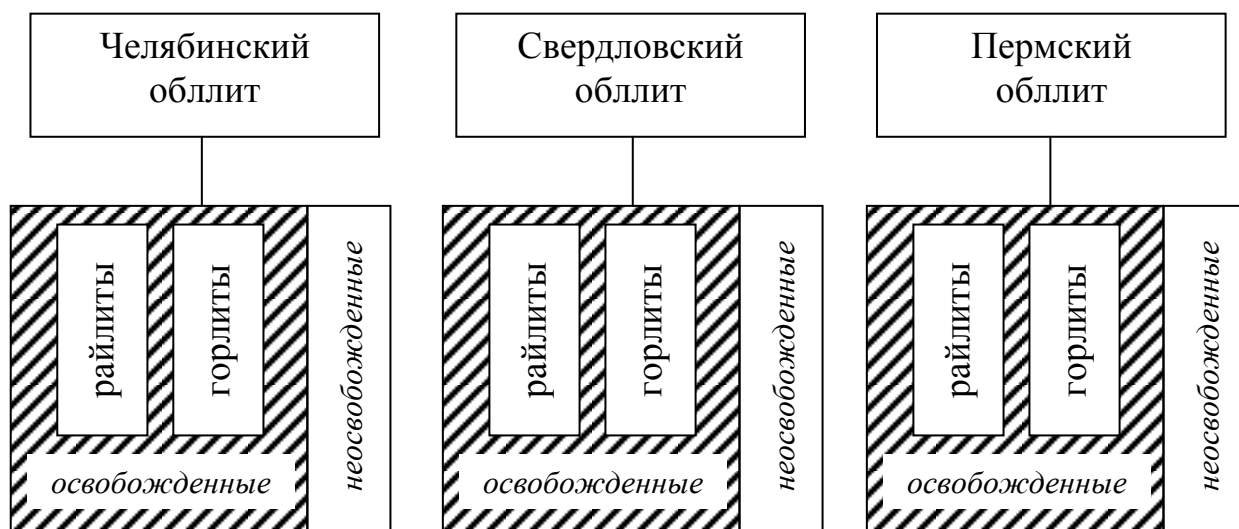 Челябинский
обллит
Свердловский
обллит
Пермский
обллит
райлиты
горлиты
неосвобожденные
освобожденные
райлиты
горлиты
неосвобожденные
освобожденные
райлиты
горлиты
неосвобожденные
освобожденные